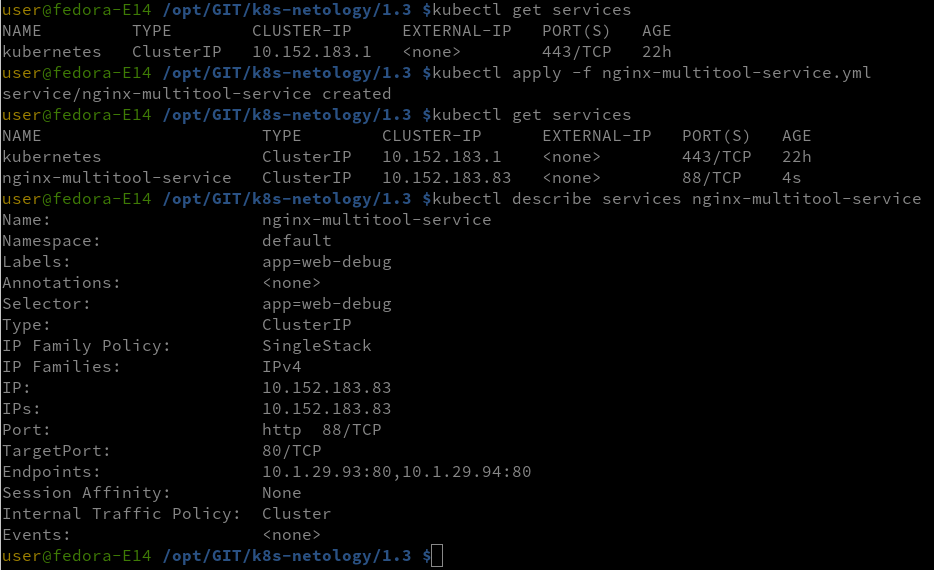 user@fedora-E14 /opt/GIT/k8s-netology/1.3 $kubectl get services
NAME         TYPE        CLUSTER-IP     EXTERNAL-IP   PORT(S)   AGE
kubernetes   ClusterIP   10.152.183.1   <none>        443/TCP   22h
user@fedora-E14 /opt/GIT/k8s-netology/1.3 $kubectl apply -f nginx-multitool-service.yml
service/nginx-multitool-service created
user@fedora-E14 /opt/GIT/k8s-netology/1.3 $kubectl get services
NAME                      TYPE        CLUSTER-IP      EXTERNAL-IP   PORT(S)   AGE
kubernetes                ClusterIP   10.152.183.1    <none>        443/TCP   22h
nginx-multitool-service   ClusterIP   10.152.183.83   <none>        88/TCP    4s
user@fedora-E14 /opt/GIT/k8s-netology/1.3 $kubectl describe services nginx-multitool-service
Name:                     nginx-multitool-service
Namespace:                default
Labels:                   app=web-debug
Annotations:              <none>
Selector:                 app=web-debug
Type:                     ClusterIP
IP Family Policy:         SingleStack
IP Families:              IPv4
IP:                       10.152.183.83
IPs:                      10.152.183.83
Port:                     http  88/TCP
TargetPort:               80/TCP
Endpoints:                10.1.29.93:80,10.1.29.94:80
Session Affinity:         None
Internal Traffic Policy:  Cluster
Events:                   <none>
user@fedora-E14 /opt/GIT/k8s-netology/1.3 $